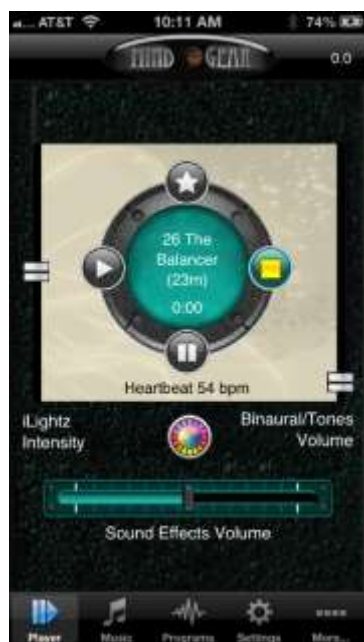 AT&T 10:11 AM 74%
MIND GEAR 0.0
26 The
Balancer
(23m)
0:00
Heartbeat 54 bpm
iLightz
Intensity
Binaural/Tones
Volume
Sound Effects Volume
Player Music Programs Settings More...